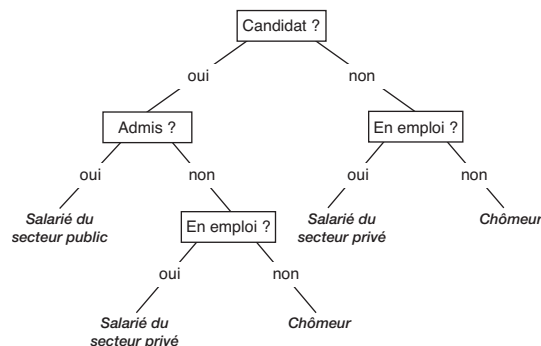 Candidat ?
oui
non
Admis ?
En emploi ?
oui
non
oui
non
Salarié du
secteur public
En emploi ?
Salarié du
secteur privé
Chômeur
oui
non
Salarié du
secteur privé
Chômeur